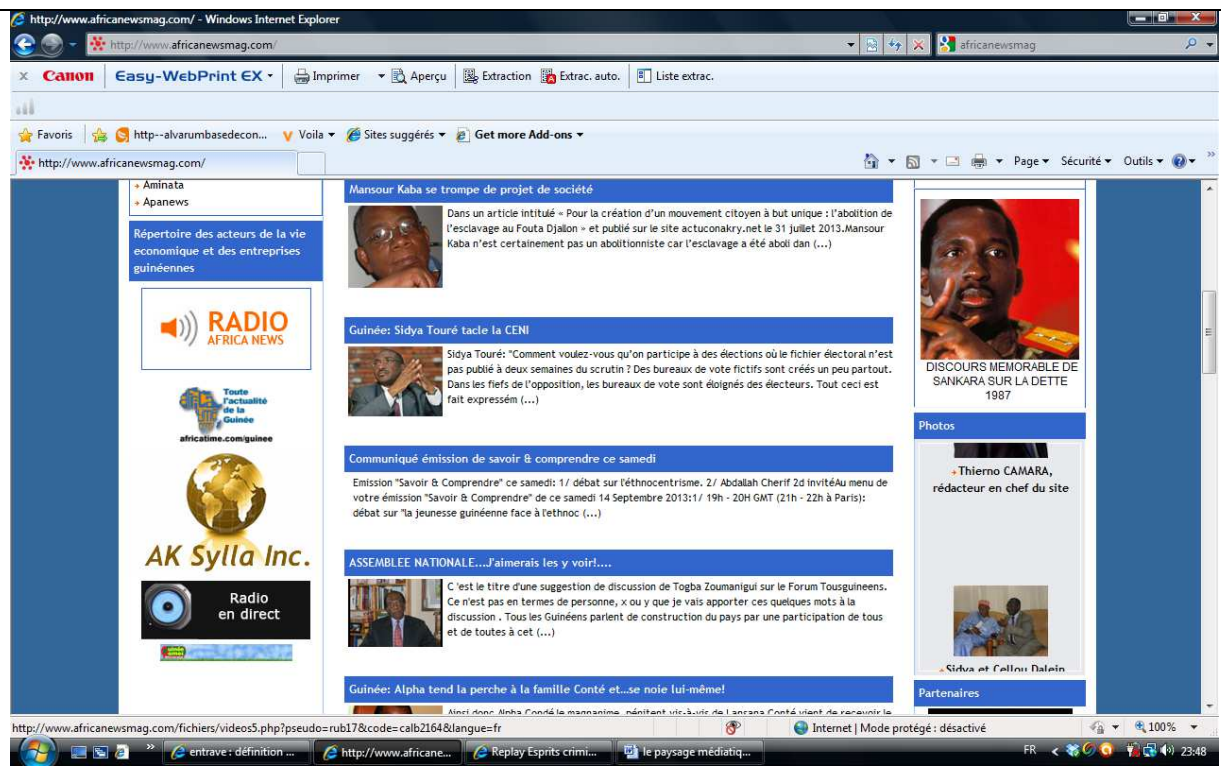 http://www.africanewsmag.com/ - Windows Internet Explorer
http://www.africanewsmag.com/
africanewsmag
x Canon Easy-WebPrint EX Imprimer Aperçu Extraction Extrac. auto. Liste extrac.
Favoris http--alvarumbasedecon... Voila Sites suggérés Get more Add-ons
http://www.africanewsmag.com/
Page Sécurité Outils
Aminata
Apanews
Répertoire des acteurs de la vie
economique et des entreprises
guinéennes
RADIO
AFRICA NEWS
Toute
l'actualité
de la
Guinée
africatime.com/guinee
AK Sylla Inc.
Radio
en direct
Mansour Kaba se trompe de projet de société
Dans un article intitulé « Pour la création d'un mouvement citoyen à but unique : l'abolition de
l'esclavage au Fouta Djallon » et publié sur le site actuconakry.net le 31 juillet 2013.Mansour
Kaba n'est certainement pas un abolitionniste car l'esclavage a été aboli dan (...)
Guinée: Sidya Touré tacle la CENI
Sidya Touré: "Comment voulez-vous qu'on participe à des élections où le fichier électoral n'est
pas publié à deux semaines du scrutin ? Des bureaux de vote fictifs sont créés un peu partout.
Dans les fiefs de l'opposition, les bureaux de vote sont éloignés des électeurs. Tout ceci est
fait expressém (...)
Communiqué émission de savoir & comprendre ce samedi
Emission "Savoir & Comprendre" ce samedi: 1/ débat sur l'éthnocentrisme. 2/ Abdallah Cherif 2d invitéAu menu de
votre émission "Savoir & Comprendre" de ce samedi 14 Septembre 2013:1/ 19h - 20H GMT (21h - 22h à Paris):
débat sur "la jeunesse guinéenne face à l'ethnoc (...)
ASSEMBLEE NATIONALE...J'aimerais les y voir!....
C 'est le titre d'une suggestion de discussion de Togba Zoumanigui sur le Forum Tousguineens.
Ce n'est pas en termes de personne, x ou y que je vais apporter ces quelques mots à la
discussion . Tous les Guinéens parlent de construction du pays par une participation de tous
et de toutes à cet (...)
Guinée: Alpha tend la perche à la famille Conté et...se noie lui-même!
Ainsi donc Alpha Condé le magnanime, pénitent vis-à-vis de Lansana Conté vient de recevoir le
DISCOURS MEMORABLE DE
SANKARA SUR LA DETTE
1987
Photos
Thierno CAMARA,
rédacteur en chef du site
Sidya et Cellou Dalein
Partenaires
http://www.africanewsmag.com/fichiers/videos5.php?pseudo=rub17&code=calb2164&langue=fr
Internet | Mode protégé : désactivé
100%
entrave : définition ... http://www.africane... Replay Esprits crimi... le paysage médiatiq...
FR 23:48